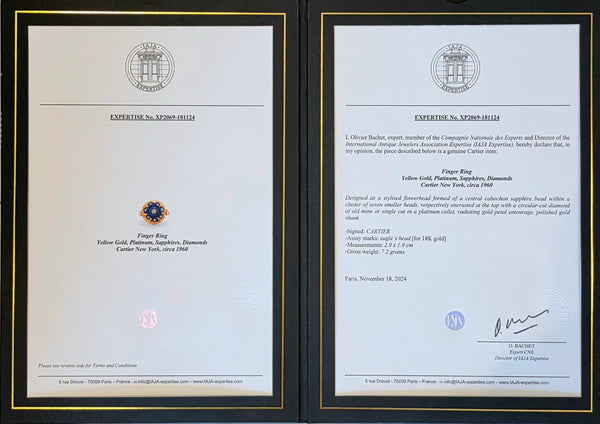 IAJA
EXPERTISE
EXPERTISE No. XP2069-181124
Finger Ring
Yellow Gold, Platinum, Sapphires, Diamonds
Cartier New York, circa 1960
IAJA
Please see reverse side for Terms and Conditions
5 rue Drouot - 75009 Paris – France - info@IAJA-expertise.com - www.IAJA-expertise.com
IAJA
EXPERTISE
EXPERTISE No. XP2069-181124
I, Olivier Bachet, expert, member of the Compagnie Nationale des Experts and Director of the
International Antique Jewelers Association Expertise (IAJA Expertise), hereby declare that, in
my opinion, the piece described below is a genuine Cartier item:
Finger Ring
Yellow Gold, Platinum, Sapphires, Diamonds
Cartier New York, circa 1960
Designed as a stylised flowerhead formed of a central cabochon sapphire bead within a
cluster of seven smaller beads, respectively encrusted at the top with a circular-cut diamond
of old mine or single cut in a platinum collet, radiating gold petal entourage, polished gold
shank
-Signed: CARTIER
-Assay marks: eagle's head [for 18K gold]
-Measurements: 2.9 x 1.9 cm
-Gross weight: 7.2 grams
Paris, November 18, 2024
IAJA
O. BACHET
Expert CNE
Director of IAJA Expertise
5 rue Drouot - 75009 Paris – France - info@IAJA-expertise.com - www.IAJA-expertise.com